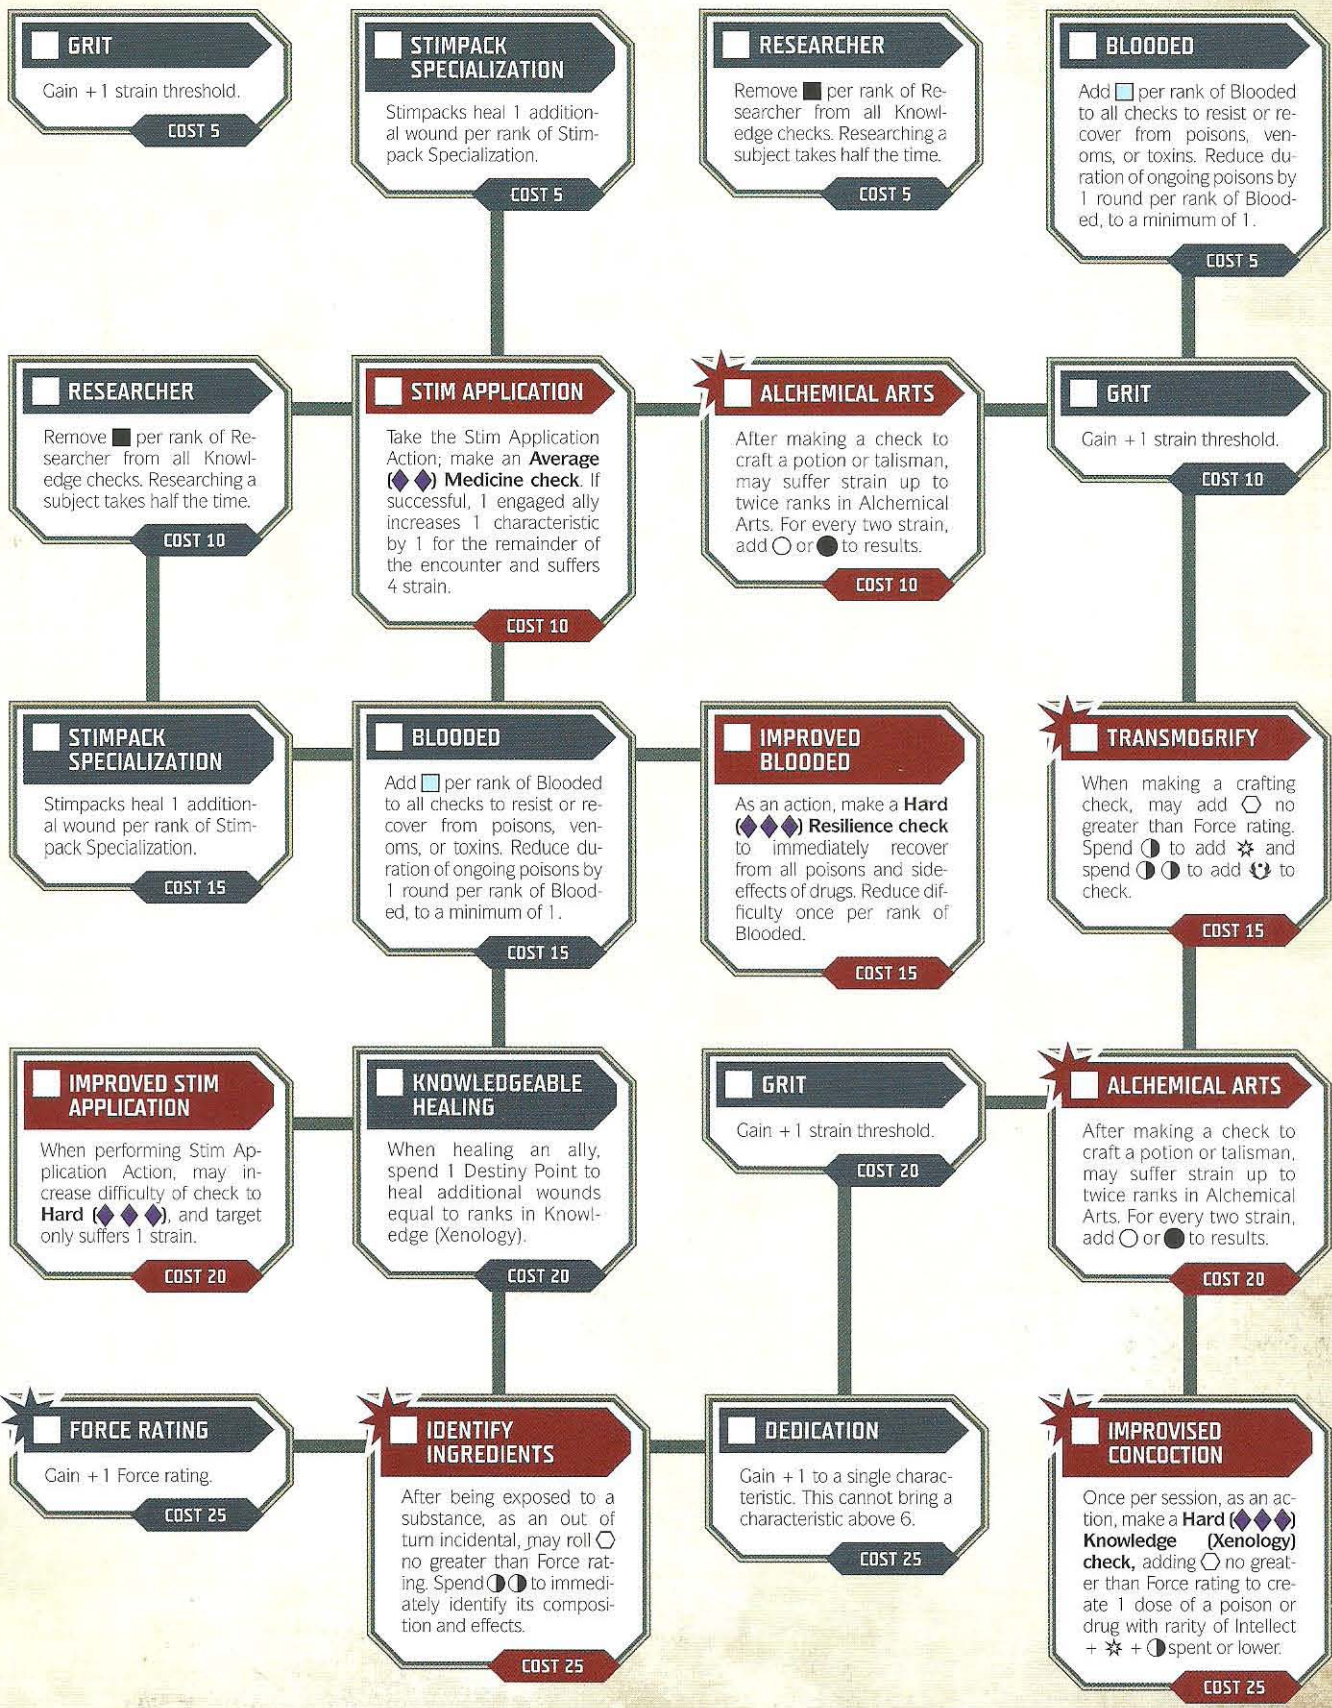 GRIT
Gain +1 strain threshold.
COST 5
STIMPACK
SPECIALIZATION
Stimpacks heal 1 addition-
al wound per rank of Stim-
pack Specialization.
COST 5
RESEARCHER
Remove ■ per rank of Re-
searcher from all Knowl-
edge checks. Researching a
subject takes half the time.
COST 5
BLOODED
Add □ per rank of Blooded
to all checks to resist or re-
cover from poisons, ven-
oms, or toxins. Reduce du-
ration of ongoing poisons by
1 round per rank of Blood-
ed, to a minimum of 1.
COST 5
RESEARCHER
Remove ■ per rank of Re-
searcher from all Knowl-
edge checks. Researching a
subject takes half the time.
COST 10
STIM APPLICATION
Take the Stim Application
Action; make an Average
(◆ ◆) Medicine check. If
successful, 1 engaged ally
increases 1 characteristic
by 1 for the remainder of
the encounter and suffers
4 strain.
COST 10
ALCHEMICAL ARTS
After making a check to
craft a potion or talisman,
may suffer strain up to
twice ranks in Alchemical
Arts. For every two strain,
add ○ or ● to results.
COST 10
GRIT
Gain +1 strain threshold.
COST 10
STIMPACK
SPECIALIZATION
Stimpacks heal 1 addition-
al wound per rank of Stim-
pack Specialization.
COST 15
BLOODED
Add □ per rank of Blooded
to all checks to resist or re-
cover from poisons, ven-
oms, or toxins. Reduce du-
ration of ongoing poisons by
1 round per rank of Blood-
ed, to a minimum of 1.
COST 15
IMPROVED
BLOODED
As an action, make a Hard
(◆ ◆ ◆) Resilience check
to immediately recover
from all poisons and side-
effects of drugs. Reduce dif-
ficulty once per rank of
Blooded.
COST 15
TRANSMOGRIFY
When making a crafting
check, may add ⬡ no
greater than Force rating.
Spend ◑ to add and
spend ◑ ◑ to add to
check.
COST 15
IMPROVED STIM
APPLICATION
When performing Stim Ap-
plication Action, may in-
crease difficulty of check to
Hard (◆ ◆ ◆), and target
only suffers 1 strain.
COST 20
KNOWLEDGEABLE
HEALING
When healing an ally,
spend 1 Destiny Point to
heal additional wounds
equal to ranks in Knowl-
edge (Xenology).
COST 20
GRIT
Gain +1 strain threshold.
COST 20
ALCHEMICAL ARTS
After making a check to
craft a potion or talisman,
may suffer strain up to
twice ranks in Alchemical
Arts. For every two strain,
add ○ or ● to results.
COST 20
FORCE RATING
Gain +1 Force rating.
COST 25
IDENTIFY
INGREDIENTS
After being exposed to a
substance, as an out of
turn incidental, may roll ⬡
no greater than Force rat-
ing. Spend ◑◑ to immedi-
ately identify its composi-
tion and effects.
COST 25
DEDICATION
Gain +1 to a single charac-
teristic. This cannot bring a
characteristic above 6.
COST 25
IMPROVISED
CONCOCTION
Once per session, as an ac-
tion, make a Hard (◆ ◆ ◆)
Knowledge (Xenology)
check, adding ⬡ no great-
er than Force rating to cre-
ate 1 dose of a poison or
drug with rarity of Intellect
+ + ◑ spent or lower.
COST 25